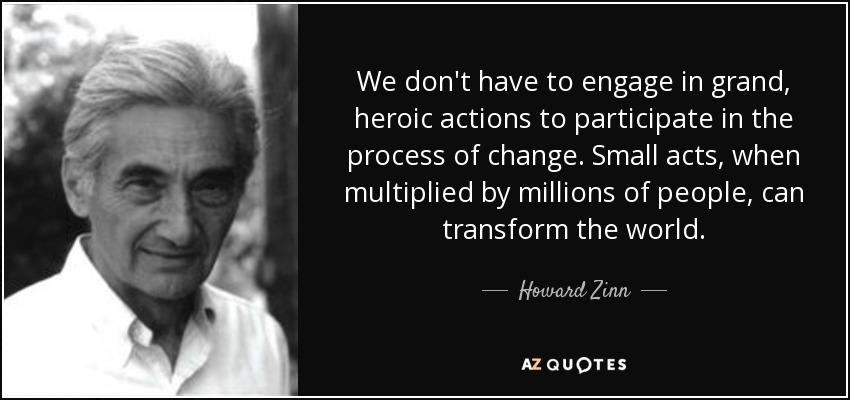 We don't have to engage in grand,
heroic actions to participate in the
process of change. Small acts, when
multiplied by millions of people, can
transform the world.
Howard Zinn
AZ QUOTES